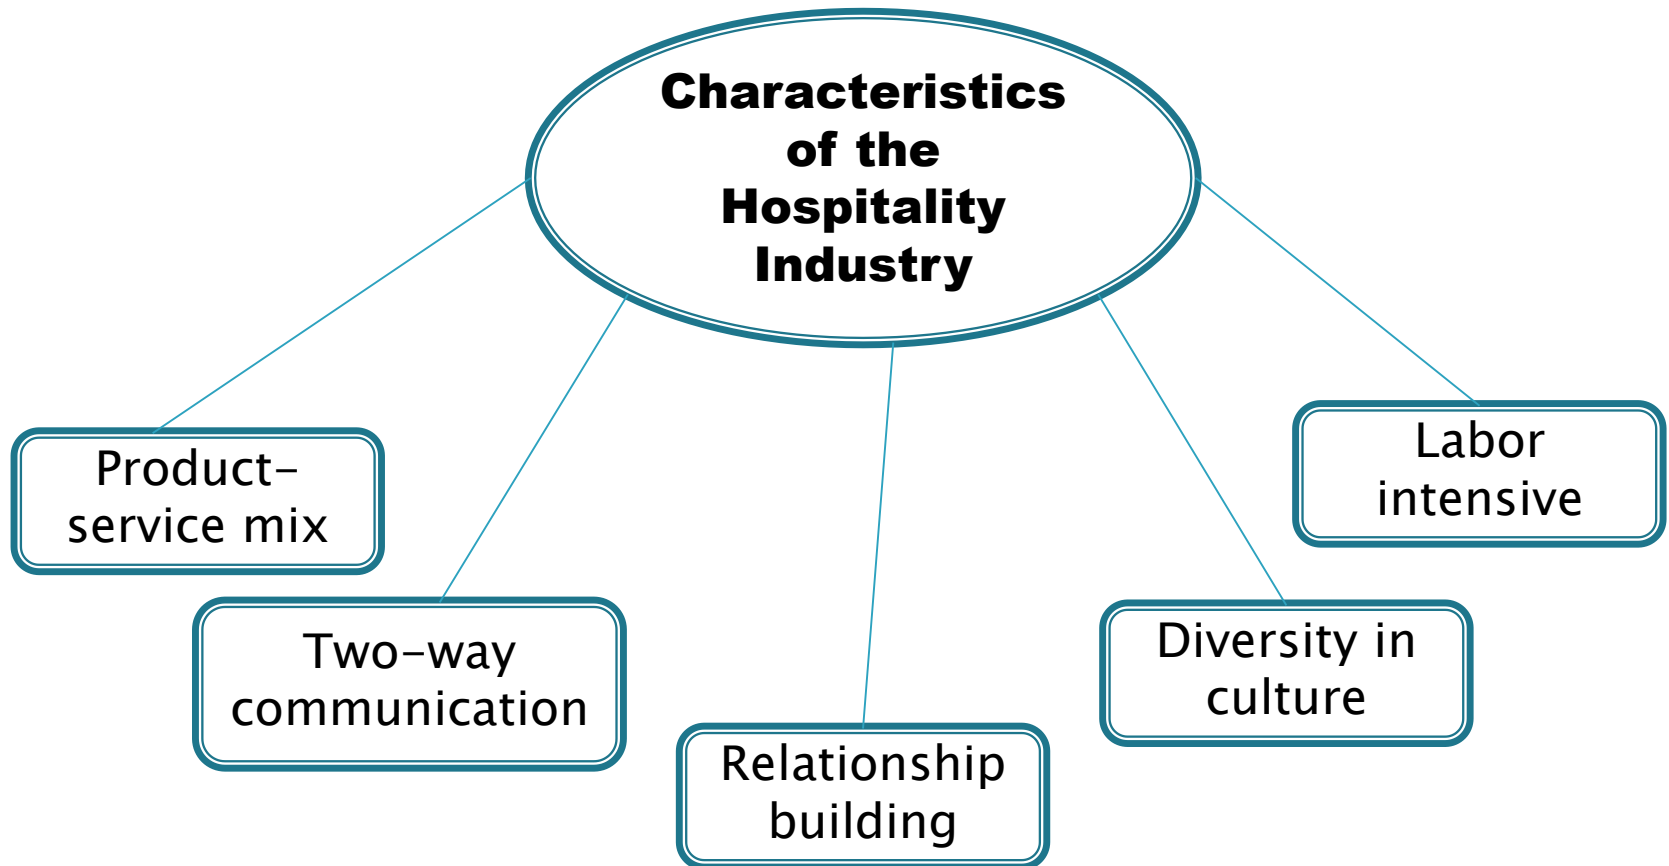 Characteristics
of the
Hospitality
Industry
Product-
service mix
Two-way
communication
Relationship
building
Diversity in
culture
Labor
intensive